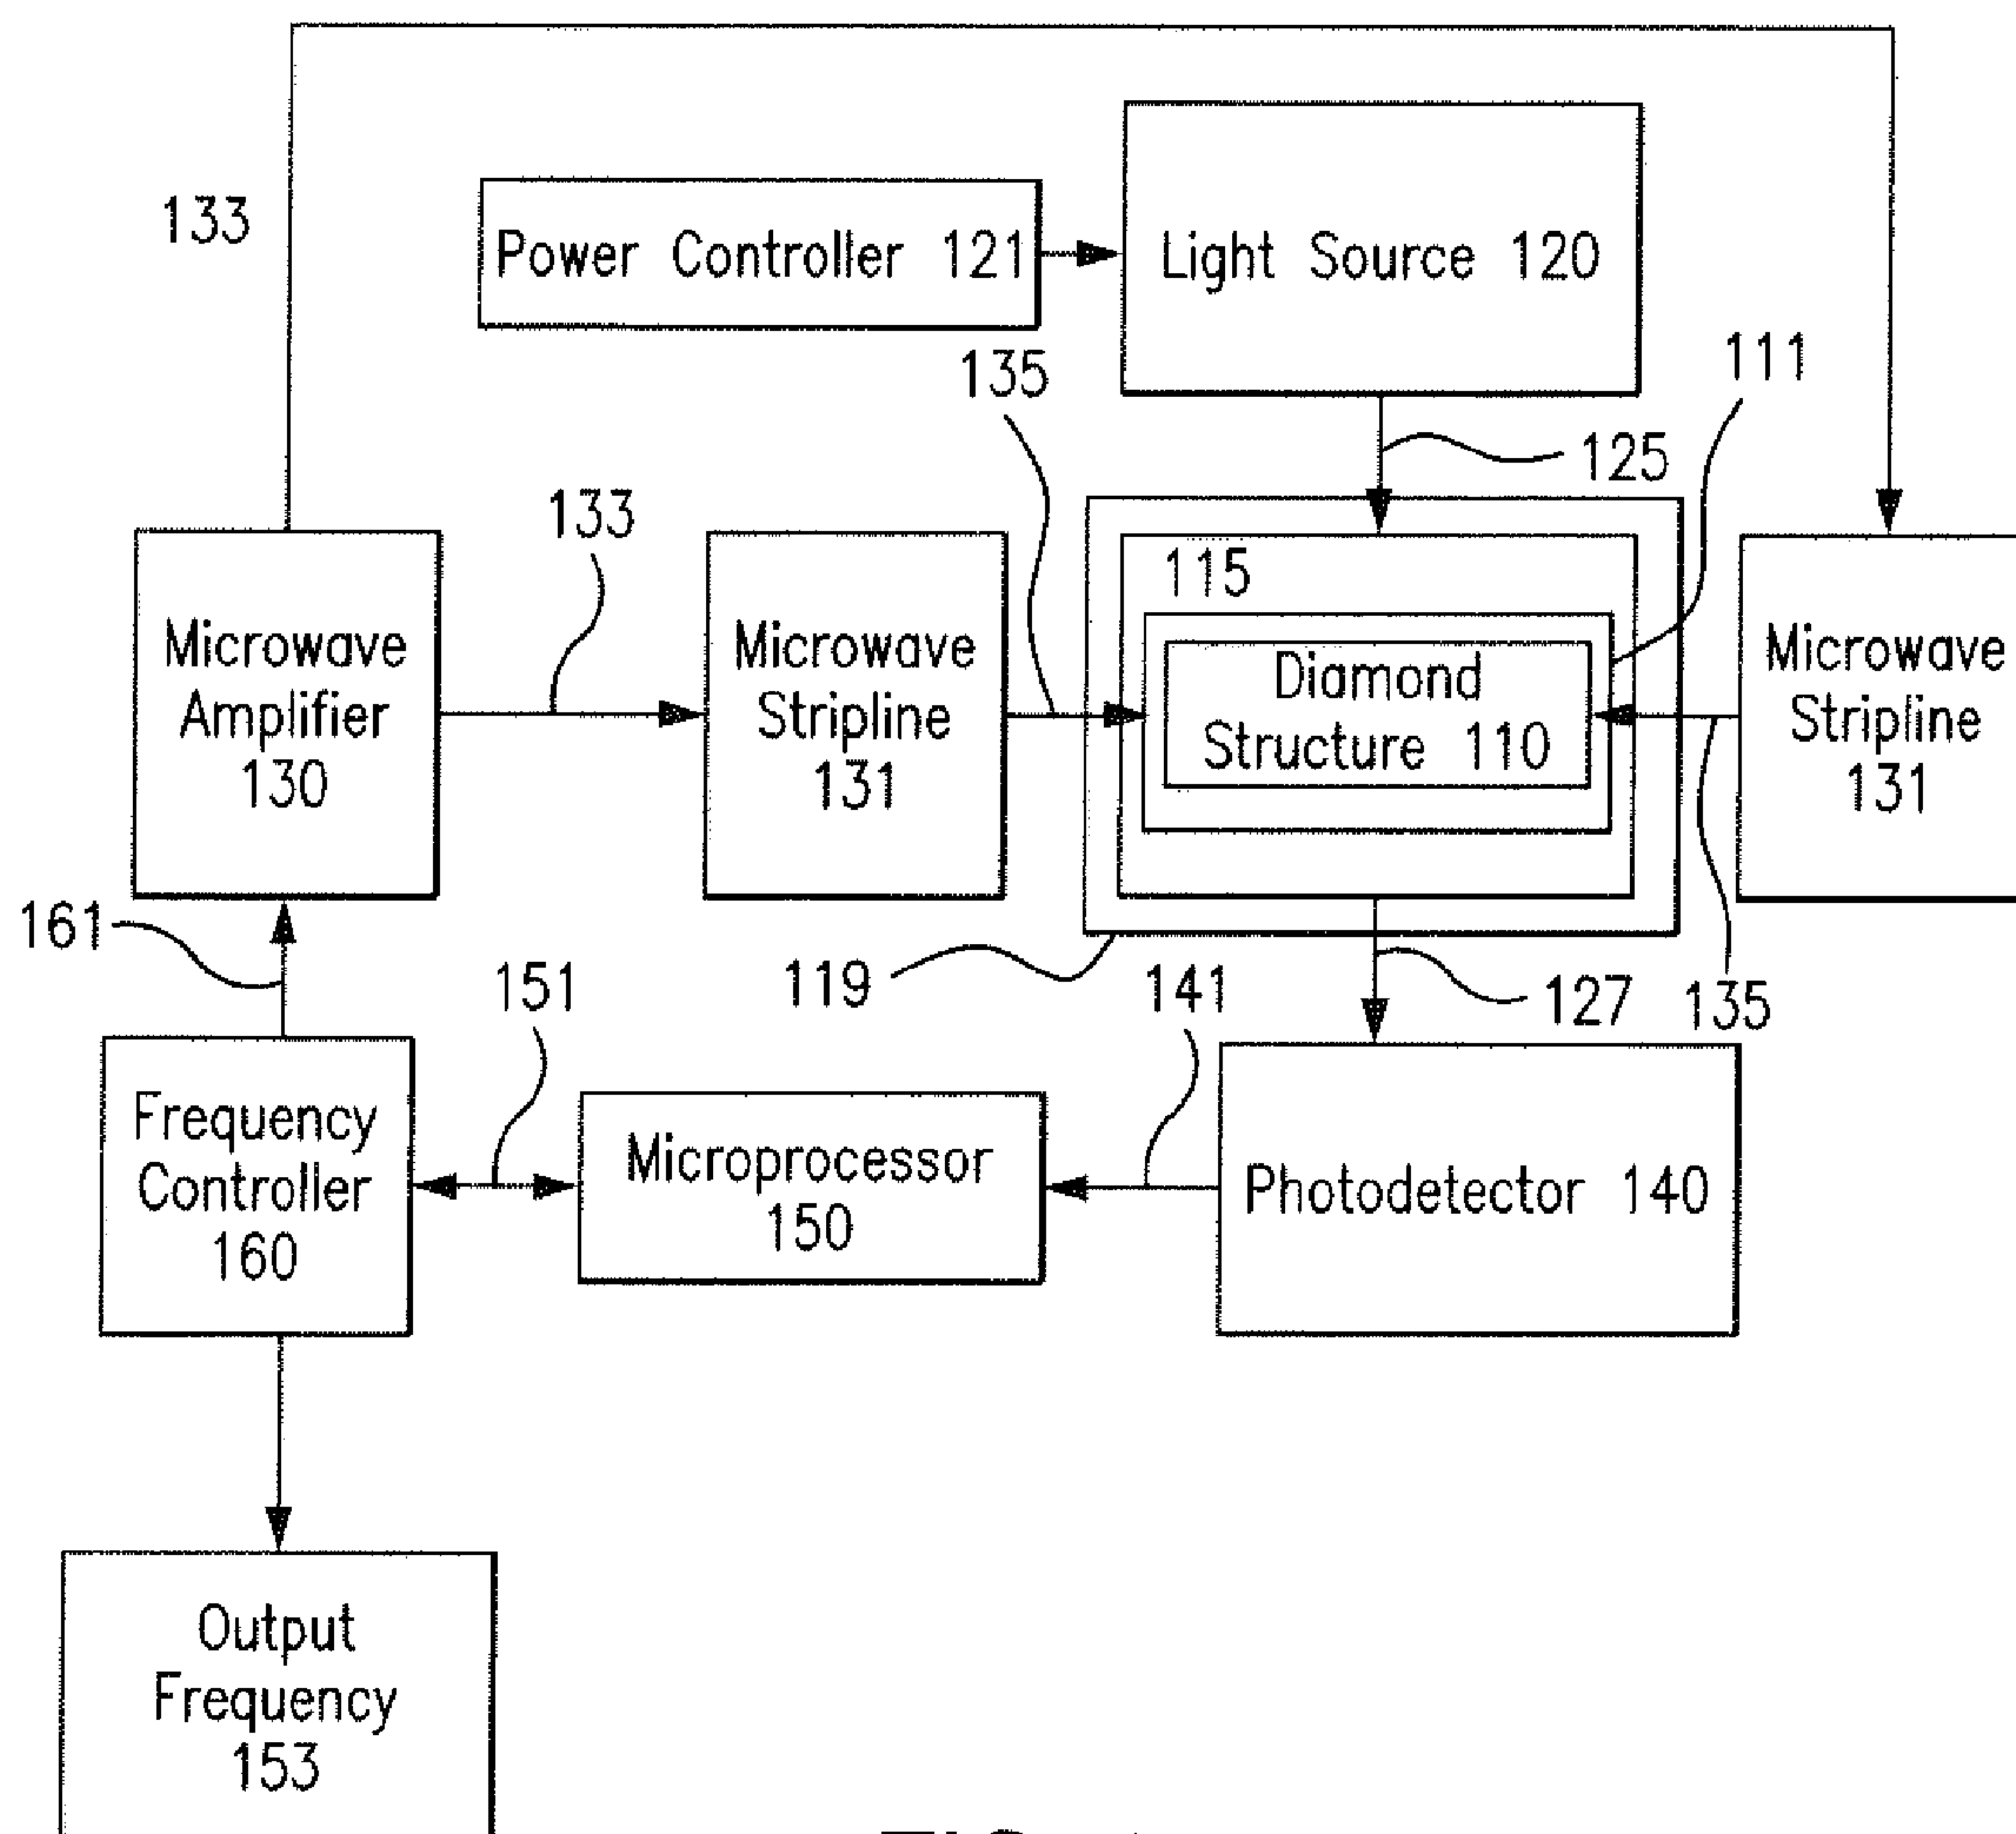 133
Power Controller 121
Light Source 120
135
111
125
133
115
Microwave
Amplifier
130
Microwave
Stripline
131
Diamond
Structure 110
Microwave
Stripline
131
161
151
119
141
127
135
Frequency
Controller
160
Microprocessor
150
Photodetector 140
Output
Frequency
153